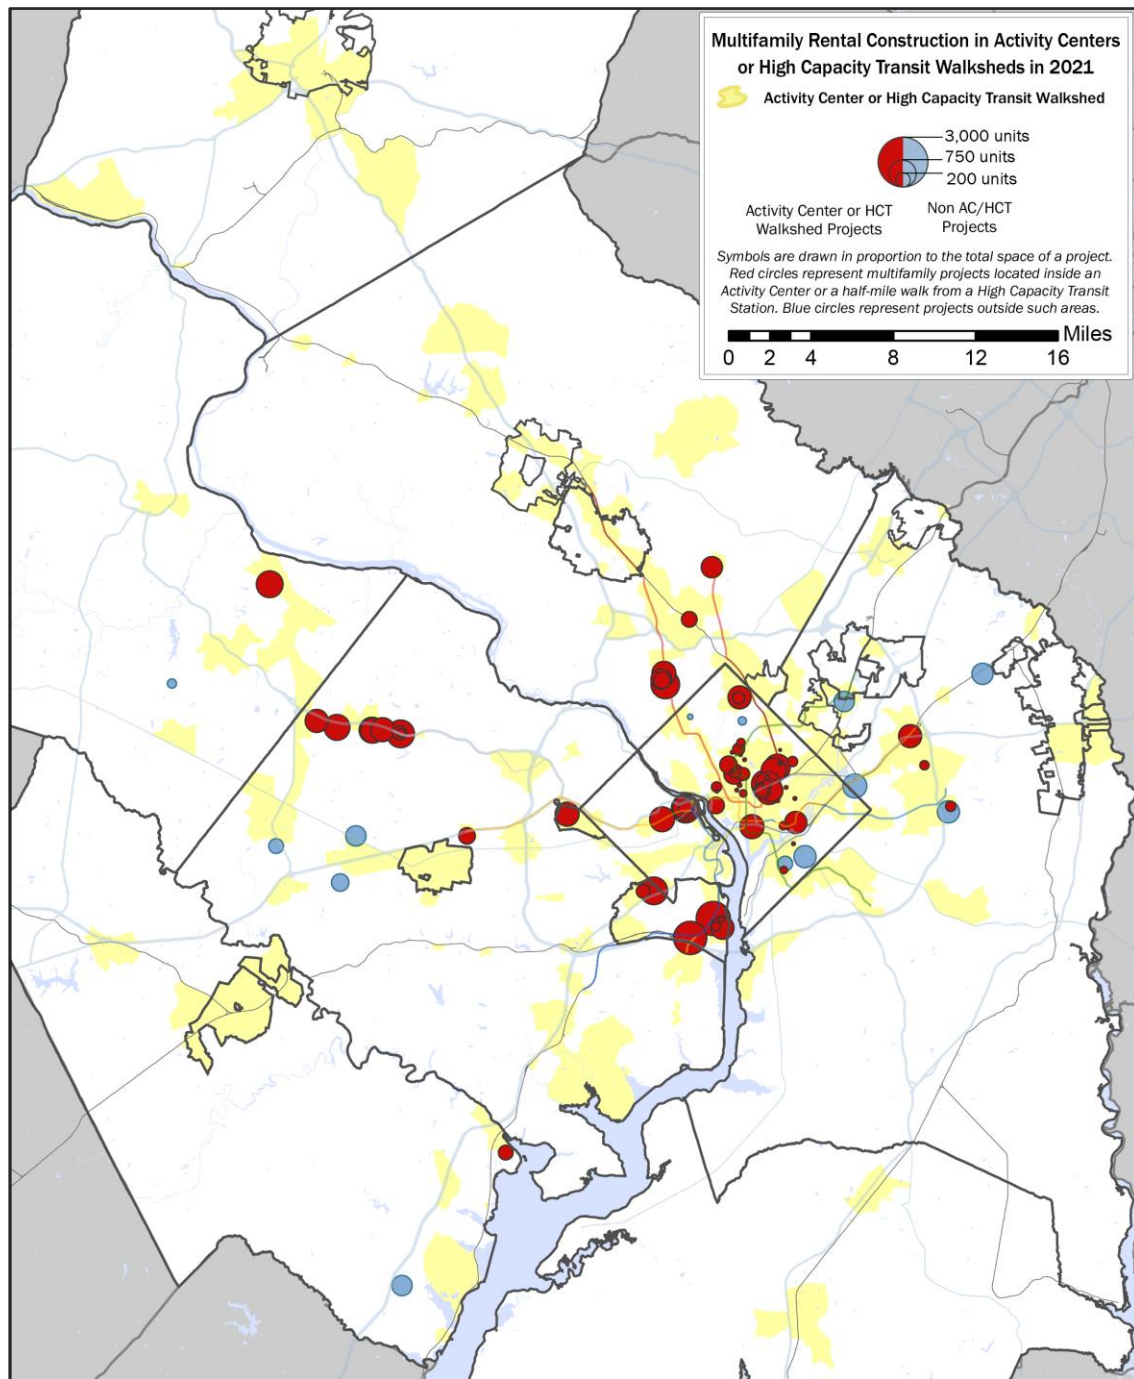 Multifamily Rental Construction in Activity Centers
or High Capacity Transit Walksheds in 2021
Activity Center or High Capacity Transit Walkshed
3,000 units
750 units
200 units
Activity Center or HCT
Walkshed Projects
Non AC/HCT
Projects
Symbols are drawn in proportion to the total space of a project.
Red circles represent multifamily projects located inside an
Activity Center or a half-mile walk from a High Capacity Transit
Station. Blue circles represent projects outside such areas.
Miles
0 2 4 8 12 16